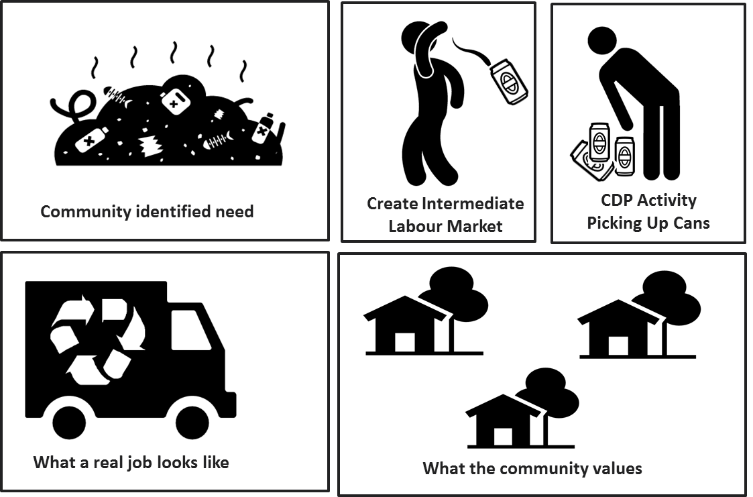 Community identified need
Create Intermediate
Labour Market
CDP Activity
Picking Up Cans
What a real job looks like
What the community values